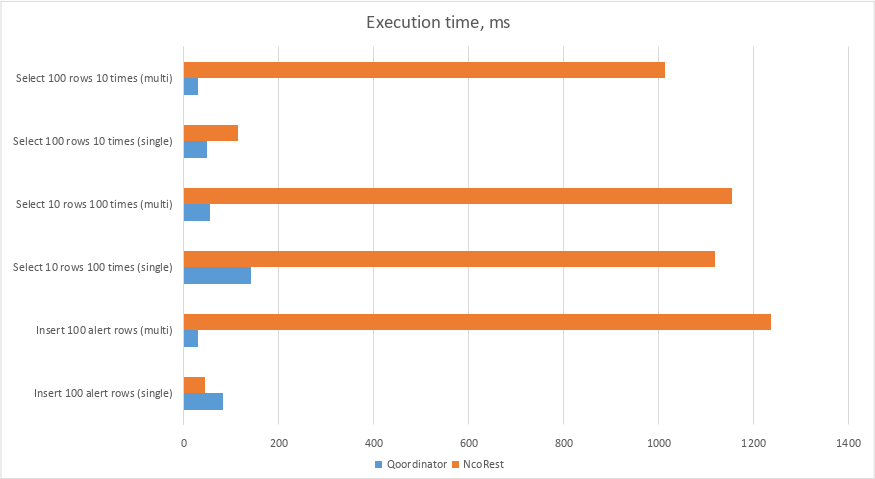 Execution time, ms
Select 100 rows 10 times (multi)
Select 100 rows 10 times (single)
Select 10 rows 100 times (multi)
Select 10 rows 100 times (single)
Insert 100 alert rows (multi)
Insert 100 alert rows (single)
0 200 400 600 800 1000 1200 1400
Qoordinator NcoRest